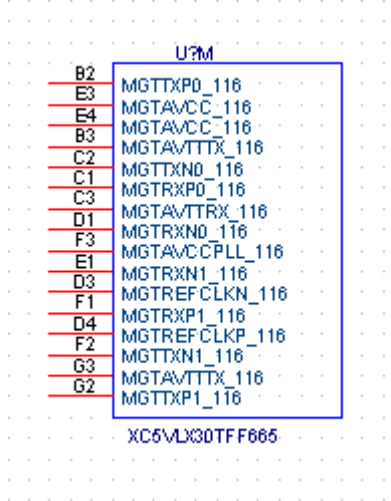 U?M
B2 MGTTXP0_116
E3 MGTAVCC_116
E4 MGTAVCC_116
B3 MGTAVTTTX_116
C2 MGTTXN0_116
C1 MGTRXP0_116
C3 MGTAVTTRX_116
D1 MGTRXN0_116
F3 MGTAVCCPLL_116
E1 MGTRXN1_116
D3 MGTREFCLKN_116
F1 MGTRXP1_116
D4 MGTREFCLKP_116
F2 MGTTXN1_116
G3 MGTAVTTTX_116
G2 MGTTXP1_116
XC5VLX30TFF665